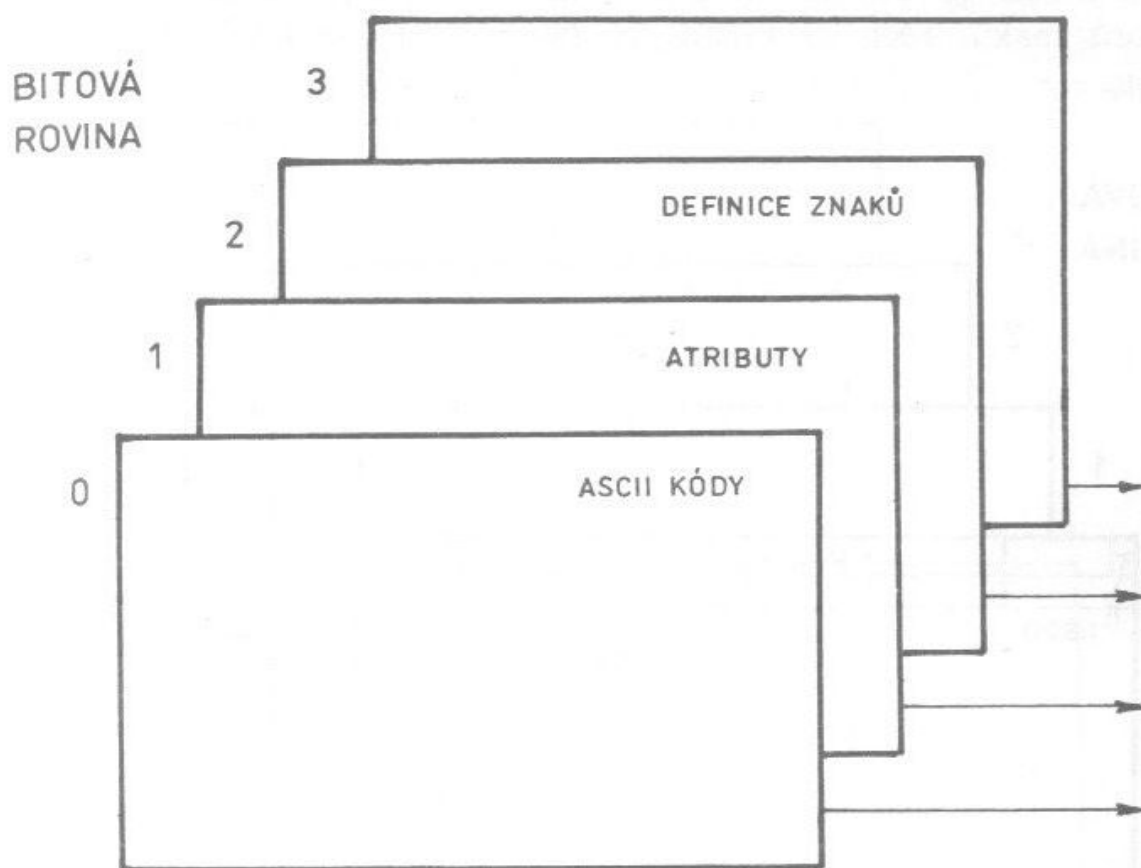 BITOVÁ
ROVINA
3
DEFINICE ZNAKŮ
2
ATRIBUTY
1
ASCII KÓDY
0